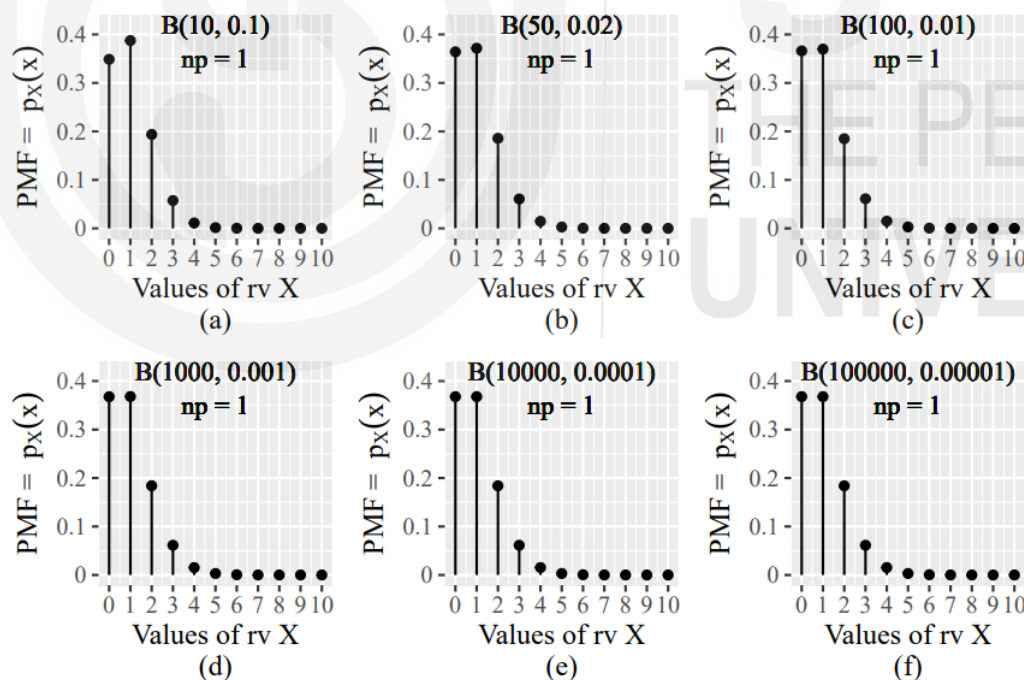 B(10, 0.1)
np = 1
PMF = pX(x)
0.4
0.3
0.2
0.1
0
0 1 2 3 4 5 6 7 8 9 10
Values of rv X
(a)
B(50, 0.02)
np = 1
PMF = pX(x)
0.4
0.3
0.2
0.1
0
0 1 2 3 4 5 6 7 8 9 10
Values of rv X
(b)
B(100, 0.01)
np = 1
PMF = pX(x)
0.4
0.3
0.2
0.1
0
0 1 2 3 4 5 6 7 8 9 10
Values of rv X
(c)
B(1000, 0.001)
np = 1
PMF = pX(x)
0.4
0.3
0.2
0.1
0
0 1 2 3 4 5 6 7 8 9 10
Values of rv X
(d)
B(10000, 0.0001)
np = 1
PMF = pX(x)
0.4
0.3
0.2
0.1
0
0 1 2 3 4 5 6 7 8 9 10
Values of rv X
(e)
B(100000, 0.00001)
np = 1
PMF = pX(x)
0.4
0.3
0.2
0.1
0
0 1 2 3 4 5 6 7 8 9 10
Values of rv X
(f)
THE PE
UNIVE